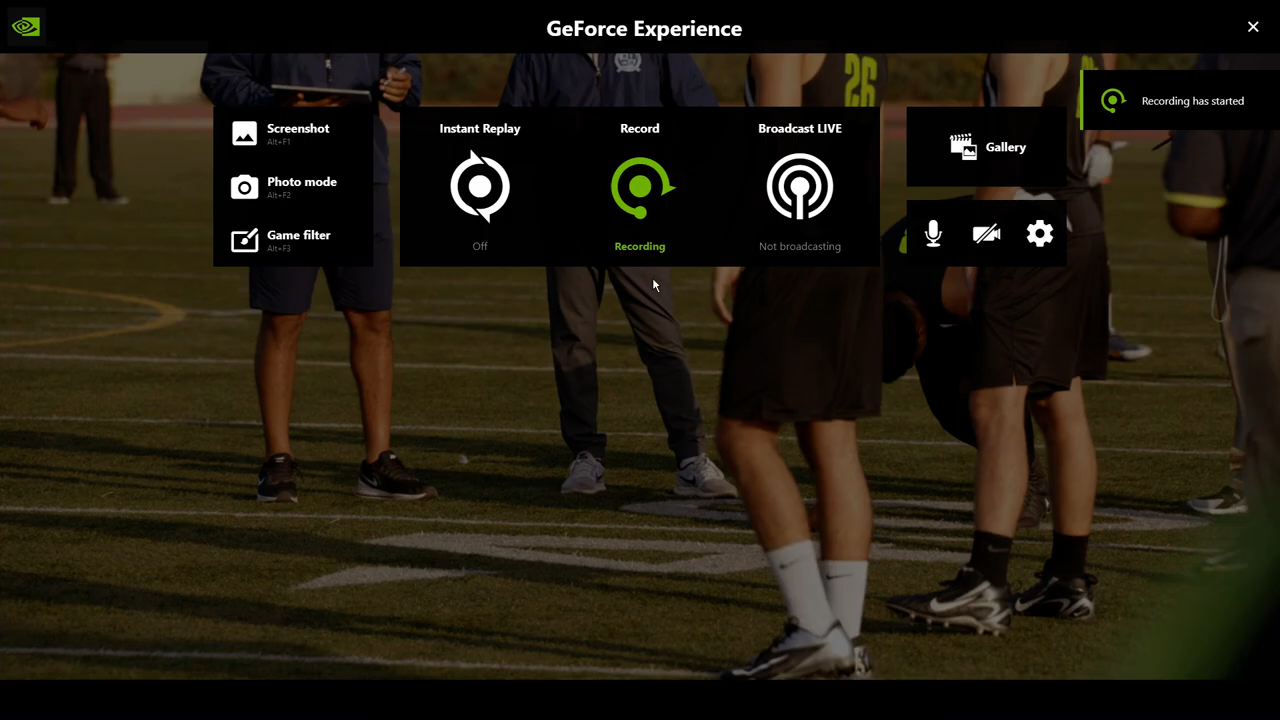 GeForce Experience
Recording has started
Screenshot
Alt+F1
Photo mode
Alt+F2
Game filter
Alt+F3
Instant Replay
Off
Record
Recording
Broadcast LIVE
Not broadcasting
Gallery
26